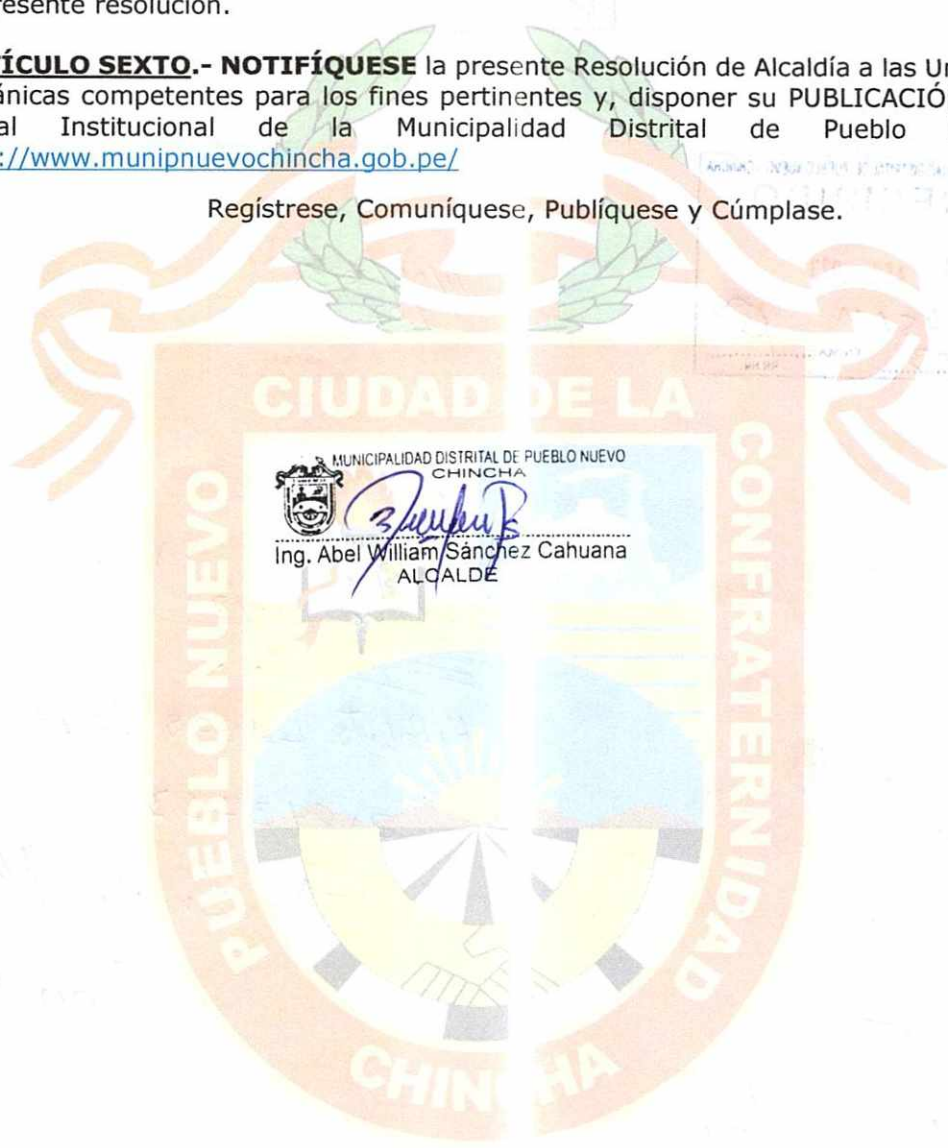 resente resolución.
ÍCULO SEXTO.- NOTIFÍQUESE la presente Resolución de Alcaldía a las Un
ánicas competentes para los fines pertinentes y, disponer su PUBLICACIÓ
al Institucional de la Municipalidad Distrital de Pueblo
://www.munipnuevochincha.gob.pe/
Regístrese, Comuníquese, Publíquese y Cúmplase.
CIUDAD DE LA
CONFRATERNIDAD
PUEBLO NUEVO
MUNICIPALIDAD DISTRITAL DE PUEBLO NUEVO
CHINCHA
Ing. Abel William Sánchez Cahuana
ALCALDE
CHINCHA